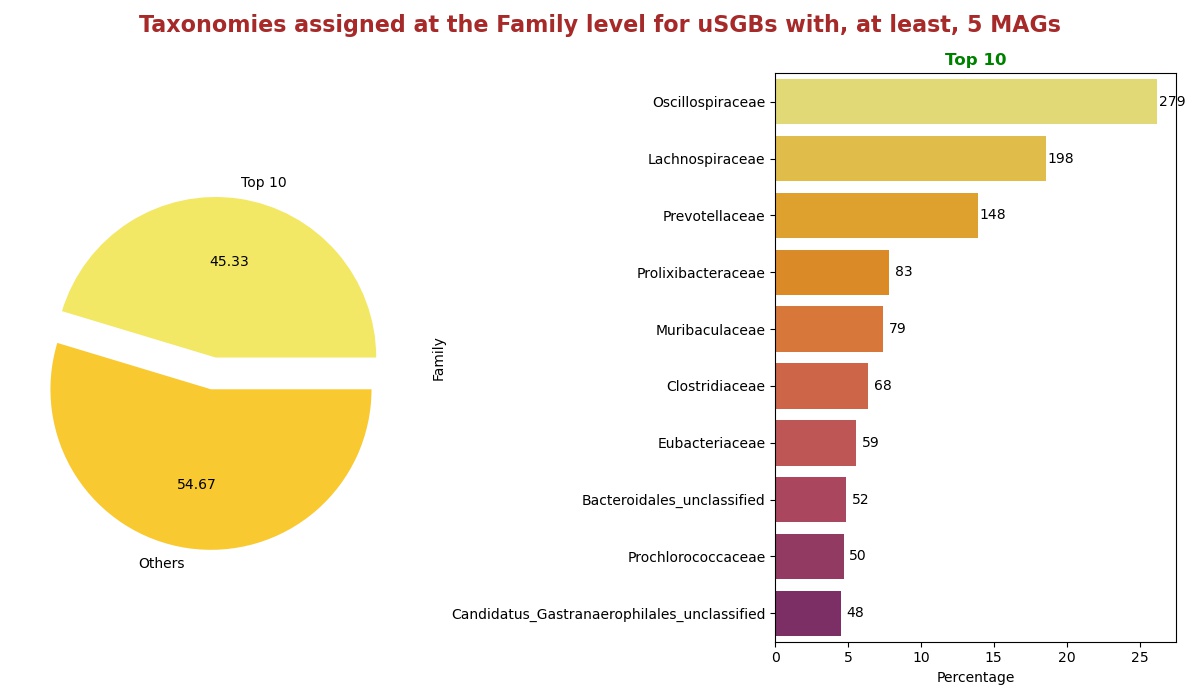 Taxonomies assigned at the Family level for uSGBs with, at least, 5 MAGs
Top 10
45.33
54.67
Others
Family
Top 10
Oscillospiraceae 279
Lachnospiraceae 198
Prevotellaceae 148
Prolixibacteraceae 83
Muribaculaceae 79
Clostridiaceae 68
Eubacteriaceae 59
Bacteroidales_unclassified 52
Prochlorococcaceae 50
Candidatus_Gastranaerophilales_unclassified 48
0 5 10 15 20 25
Percentage